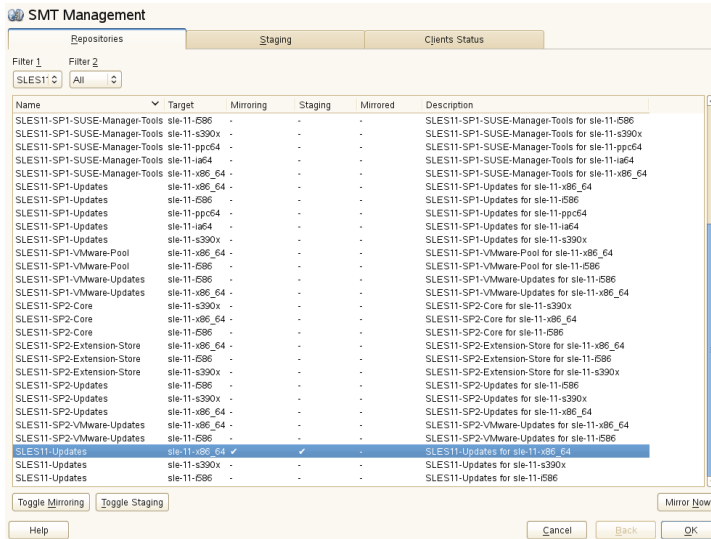 SMT Management
Repositories Staging Clients Status
Filter 1 Filter 2
SLES1 All
Name Target Mirroring Staging Mirrored Description
SLES11-SP1-SUSE-Manager-Tools sle-11-i586 - - - SLES11-SP1-SUSE-Manager-Tools for sle-11-i586
SLES11-SP1-SUSE-Manager-Tools sle-11-s390x - - - SLES11-SP1-SUSE-Manager-Tools for sle-11-s390x
SLES11-SP1-SUSE-Manager-Tools sle-11-ppc64 - - - SLES11-SP1-SUSE-Manager-Tools for sle-11-ppc64
SLES11-SP1-SUSE-Manager-Tools sle-11-ia64 - - - SLES11-SP1-SUSE-Manager-Tools for sle-11-ia64
SLES11-SP1-SUSE-Manager-Tools sle-11-x86_64 - - - SLES11-SP1-SUSE-Manager-Tools for sle-11-x86_64
SLES11-SP1-Updates sle-11-x86_64 - - - SLES11-SP1-Updates for sle-11-x86_64
SLES11-SP1-Updates sle-11-i586 - - - SLES11-SP1-Updates for sle-11-i586
SLES11-SP1-Updates sle-11-ppc64 - - - SLES11-SP1-Updates for sle-11-ppc64
SLES11-SP1-Updates sle-11-ia64 - - - SLES11-SP1-Updates for sle-11-ia64
SLES11-SP1-Updates sle-11-s390x - - - SLES11-SP1-Updates for sle-11-s390x
SLES11-SP1-VMware-Pool sle-11-x86_64 - - - SLES11-SP1-VMware-Pool for sle-11-x86_64
SLES11-SP1-VMware-Pool sle-11-i586 - - - SLES11-SP1-VMware-Pool for sle-11-i586
SLES11-SP1-VMware-Updates sle-11-i586 - - - SLES11-SP1-VMware-Updates for sle-11-i586
SLES11-SP1-VMware-Updates sle-11-x86_64 - - - SLES11-SP1-VMware-Updates for sle-11-x86_64
SLES11-SP2-Core sle-11-s390x - - - SLES11-SP2-Core for sle-11-s390x
SLES11-SP2-Core sle-11-x86_64 - - - SLES11-SP2-Core for sle-11-x86_64
SLES11-SP2-Core sle-11-i586 - - - SLES11-SP2-Core for sle-11-i586
SLES11-SP2-Extension-Store sle-11-x86_64 - - - SLES11-SP2-Extension-Store for sle-11-x86_64
SLES11-SP2-Extension-Store sle-11-i586 - - - SLES11-SP2-Extension-Store for sle-11-i586
SLES11-SP2-Extension-Store sle-11-s390x - - - SLES11-SP2-Extension-Store for sle-11-s390x
SLES11-SP2-Updates sle-11-i586 - - - SLES11-SP2-Updates for sle-11-i586
SLES11-SP2-Updates sle-11-s390x - - - SLES11-SP2-Updates for sle-11-s390x
SLES11-SP2-Updates sle-11-x86_64 - - - SLES11-SP2-Updates for sle-11-x86_64
SLES11-SP2-VMware-Updates sle-11-x86_64 - - - SLES11-SP2-VMware-Updates for sle-11-x86_64
SLES11-SP2-VMware-Updates sle-11-i586 - - - SLES11-SP2-VMware-Updates for sle-11-i586
SLES11-Updates sle-11-x86_64 ✔ ✔ - SLES11-Updates for sle-11-x86_64
SLES11-Updates sle-11-s390x - - - SLES11-Updates for sle-11-s390x
SLES11-Updates sle-11-i586 - - - SLES11-Updates for sle-11-i586
Toggle Mirroring Toggle Staging Mirror Now
Help Cancel Back OK